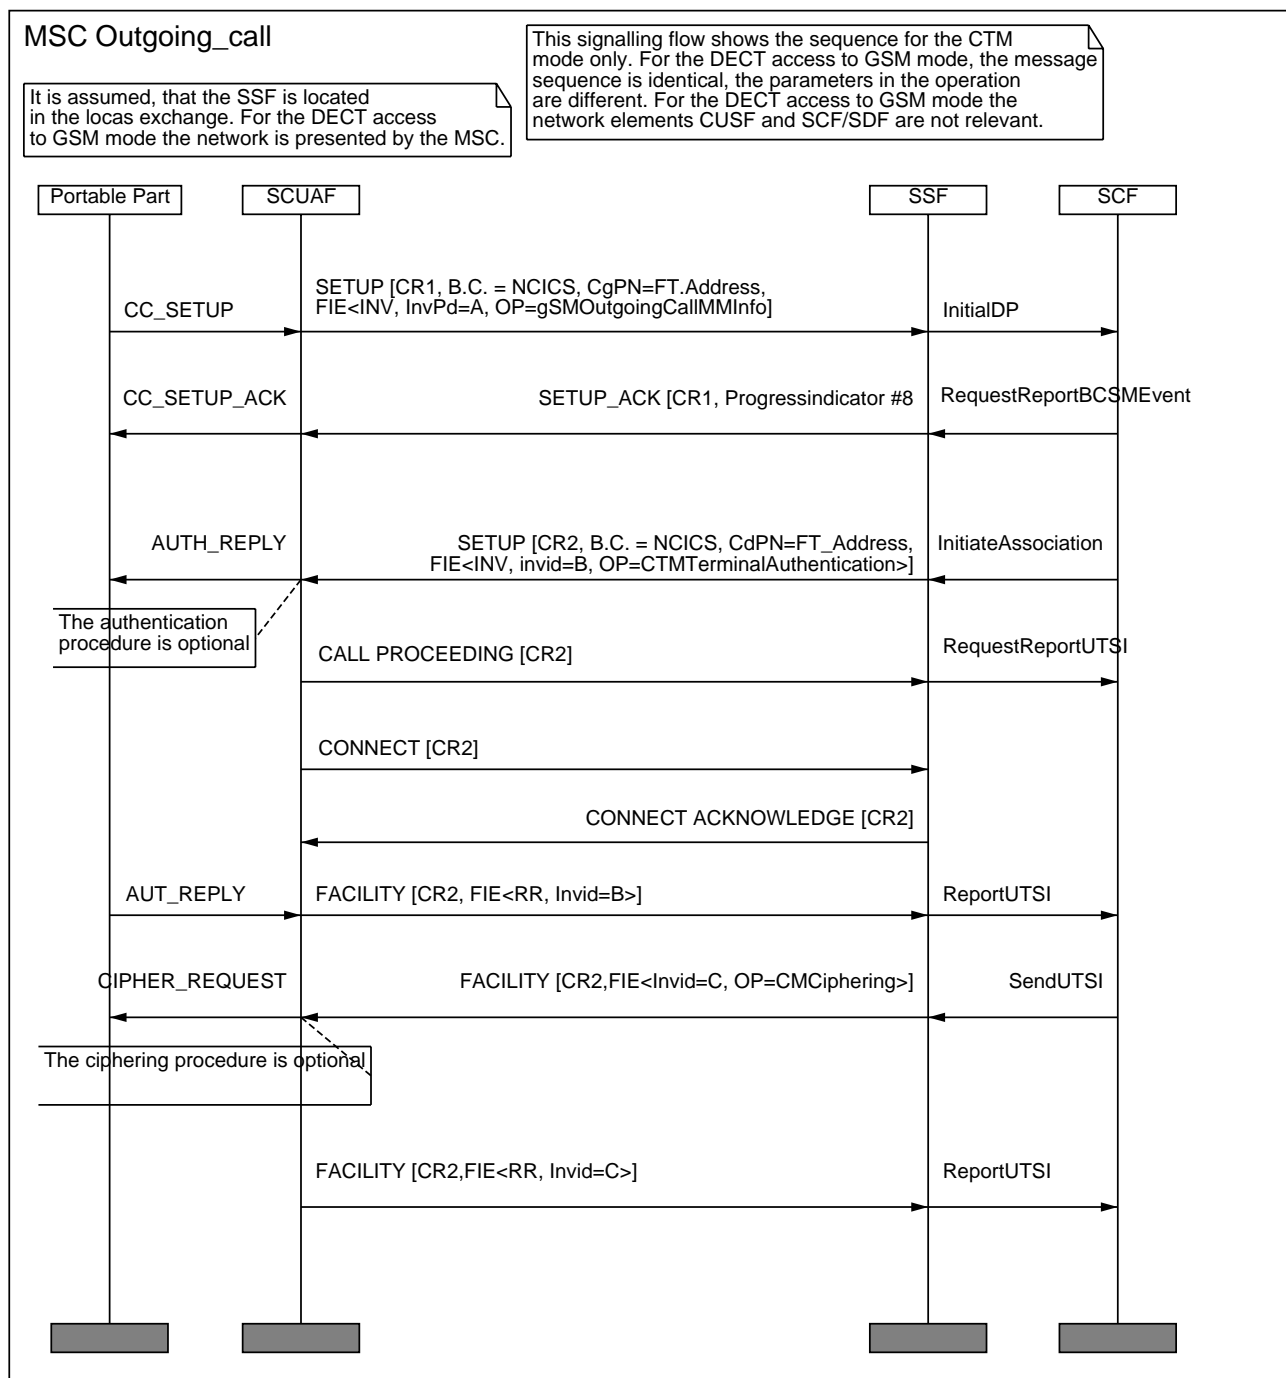 MSC Outgoing_call
This signalling flow shows the sequence for the CTM
mode only. For the DECT access to GSM mode, the message
sequence is identical, the parameters in the operation
are different. For the DECT access to GSM mode the
network elements CUSF and SCF/SDF are not relevant.
It is assumed, that the SSF is located
in the locas exchange. For the DECT access
to GSM mode the network is presented by the MSC.
Portable Part
SCUAF
SSF
SCF
CC_SETUP
SETUP [CR1, B.C. = NCICS, CgPN=FT.Address,
FIE<INV, InvPd=A, OP=gSMOutgoingCallMMInfo]
InitialDP
CC_SETUP_ACK
SETUP_ACK [CR1, Progressindicator #8
RequestReportBCSMEvent
AUTH_REPLY
SETUP [CR2, B.C. = NCICS, CdPN=FT_Address,
FIE<INV, invid=B, OP=CTMTerminalAuthentication>]
InitiateAssociation
The authentication
procedure is optional
CALL PROCEEDING [CR2]
RequestReportUTSI
CONNECT [CR2]
CONNECT ACKNOWLEDGE [CR2]
AUT_REPLY
FACILITY [CR2, FIE<RR, Invid=B>]
ReportUTSI
CIPHER_REQUEST
FACILITY [CR2,FIE<Invid=C, OP=CMCiphering>]
SendUTSI
The ciphering procedure is optional
FACILITY [CR2,FIE<RR, Invid=C>]
ReportUTSI